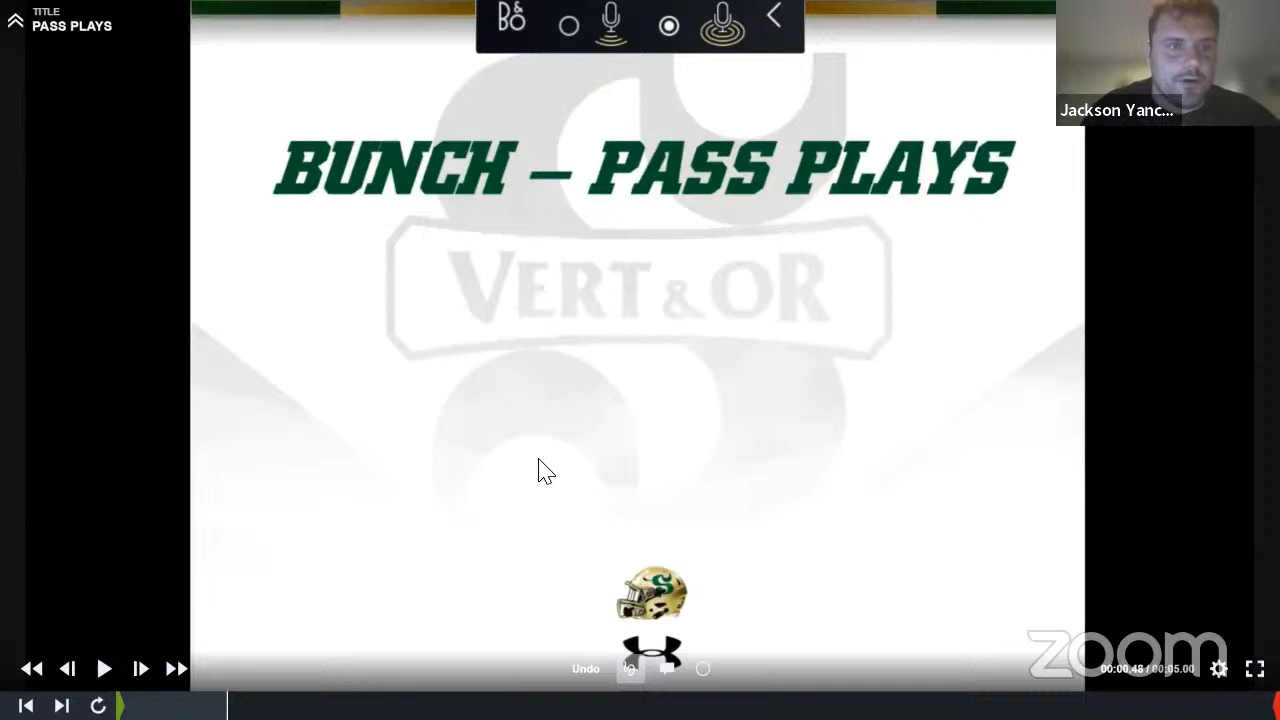 TITLE
PASS PLAYS
B&O
Jackson Yanc...
BUNCH – PASS PLAYS
VERT & OR
S
zoom
Undo
00:00.48 / 00:05.00